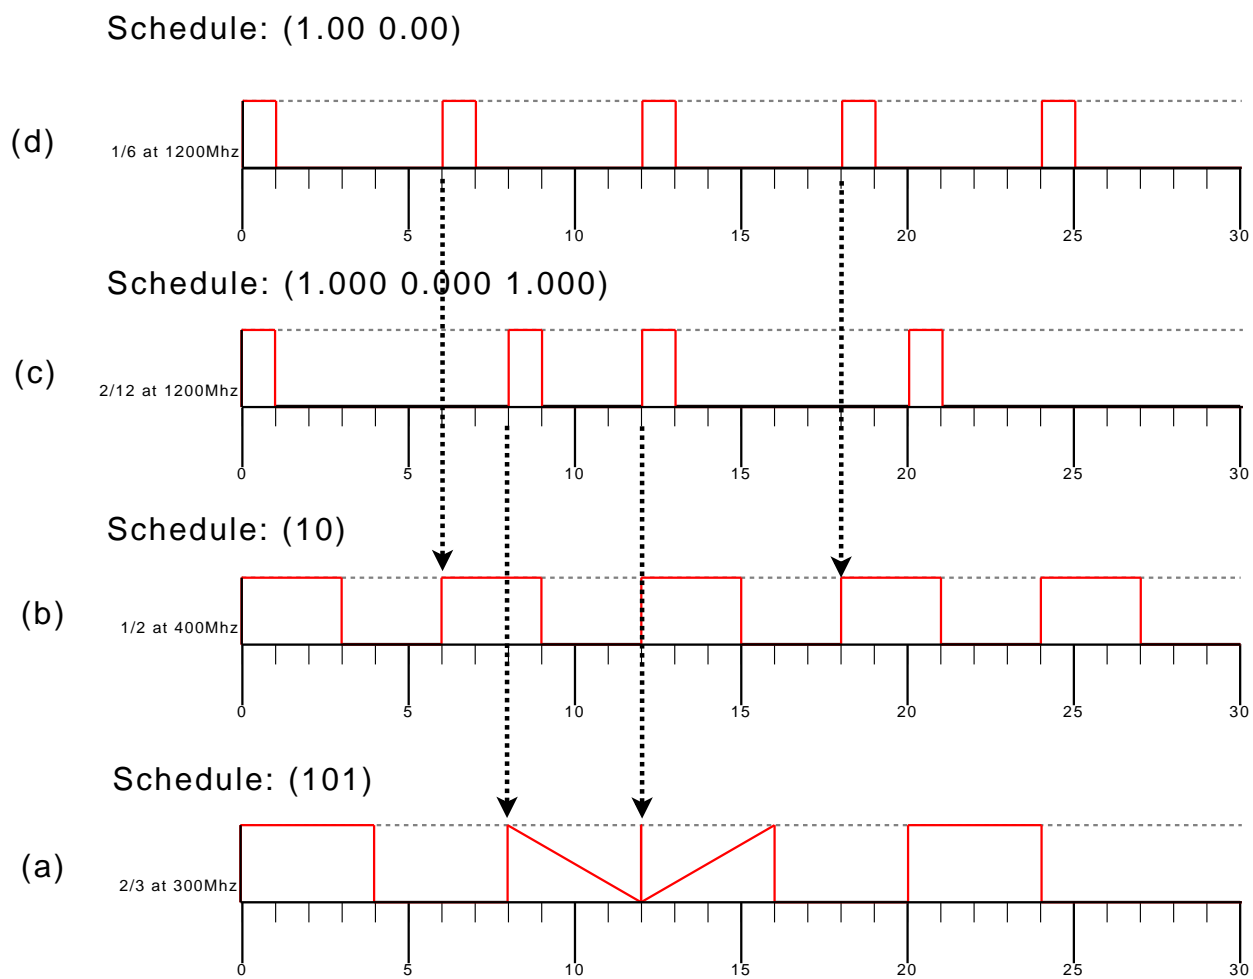 Schedule: (1.00 0.00)
(d)
1/6 at 1200Mhz
0 5 10 15 20 25 30
Schedule: (1.000 0.000 1.000)
(c)
2/12 at 1200Mhz
0 5 10 15 20 25 30
Schedule: (10)
(b)
1/2 at 400Mhz
0 5 10 15 20 25 30
Schedule: (101)
(a)
2/3 at 300Mhz
0 5 10 15 20 25 30